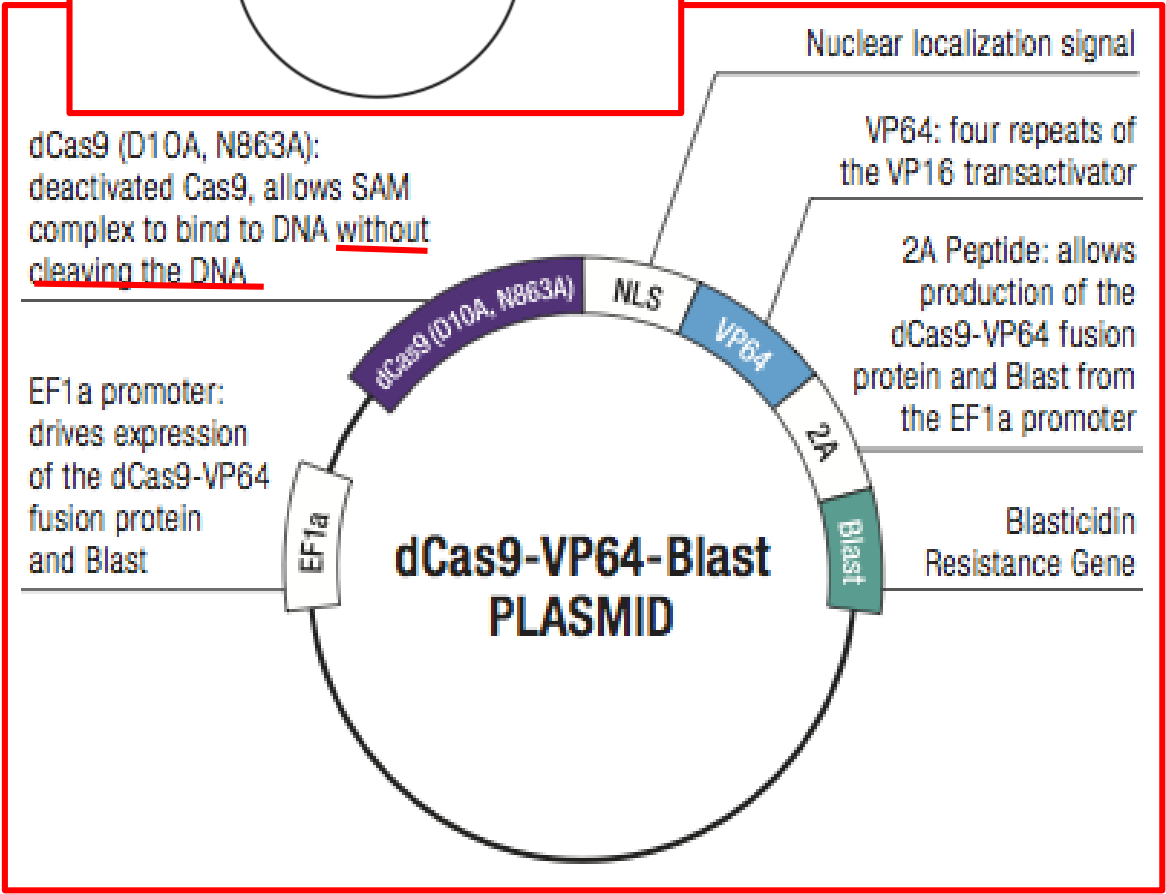 Nuclear localization signal
VP64: four repeats of
the VP16 transactivator
dCas9 (D10A, N863A):
deactivated Cas9, allows SAM
complex to bind to DNA without
cleaving the DNA
2A Peptide: allows
production of the
dCas9-VP64 fusion
protein and Blast from
the EF1a promoter
EF1a promoter:
drives expression
of the dCas9-VP64
fusion protein
and Blast
Blasticidin
Resistance Gene
dCas9 (D10A, N863A)
NLS
VP64
2A
Blast
EF1a
dCas9-VP64-Blast
PLASMID